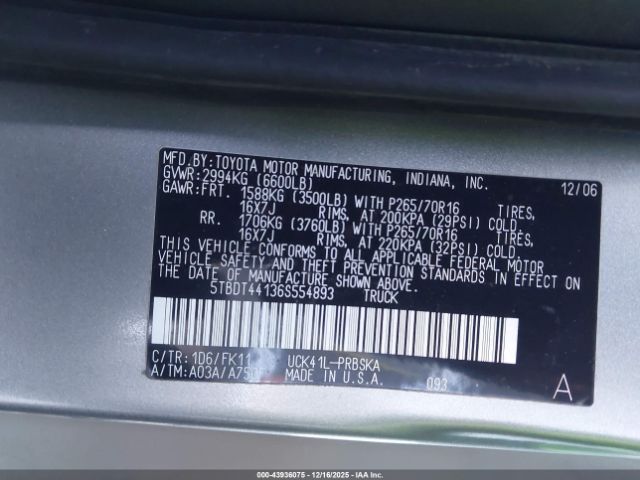 MFD.BY:TOYOTA MOTOR MANUFACTURING, INDIANA, INC. 12/06
GVWR:2994KG (6600LB)
GAWR:FRT. 1588KG (3500LB) WITH P265/70R16 TIRES,
16X7J RIMS, AT 200KPA (29PSI) COLD.
RR. 1706KG (3760LB) WITH P265/70R16 TIRES,
16X7J RIMS, AT 220KPA (32PSI) COLD.
THIS VEHICLE CONFORMS TO ALL APPLICABLE FEDERAL MOTOR
VEHICLE SAFETY AND THEFT PREVENTION STANDARDS IN EFFECT ON
THE DATE OF MANUFACTURE SHOWN ABOVE.
5TBDT44136S554893 TRUCK
C/TR:1D6/FK11 UCK41L-PRBSKA
A/TM:A03A/ MADE IN U.S.A. 093 A
000-43936075 - 12/16/2025 - IAAI.COM